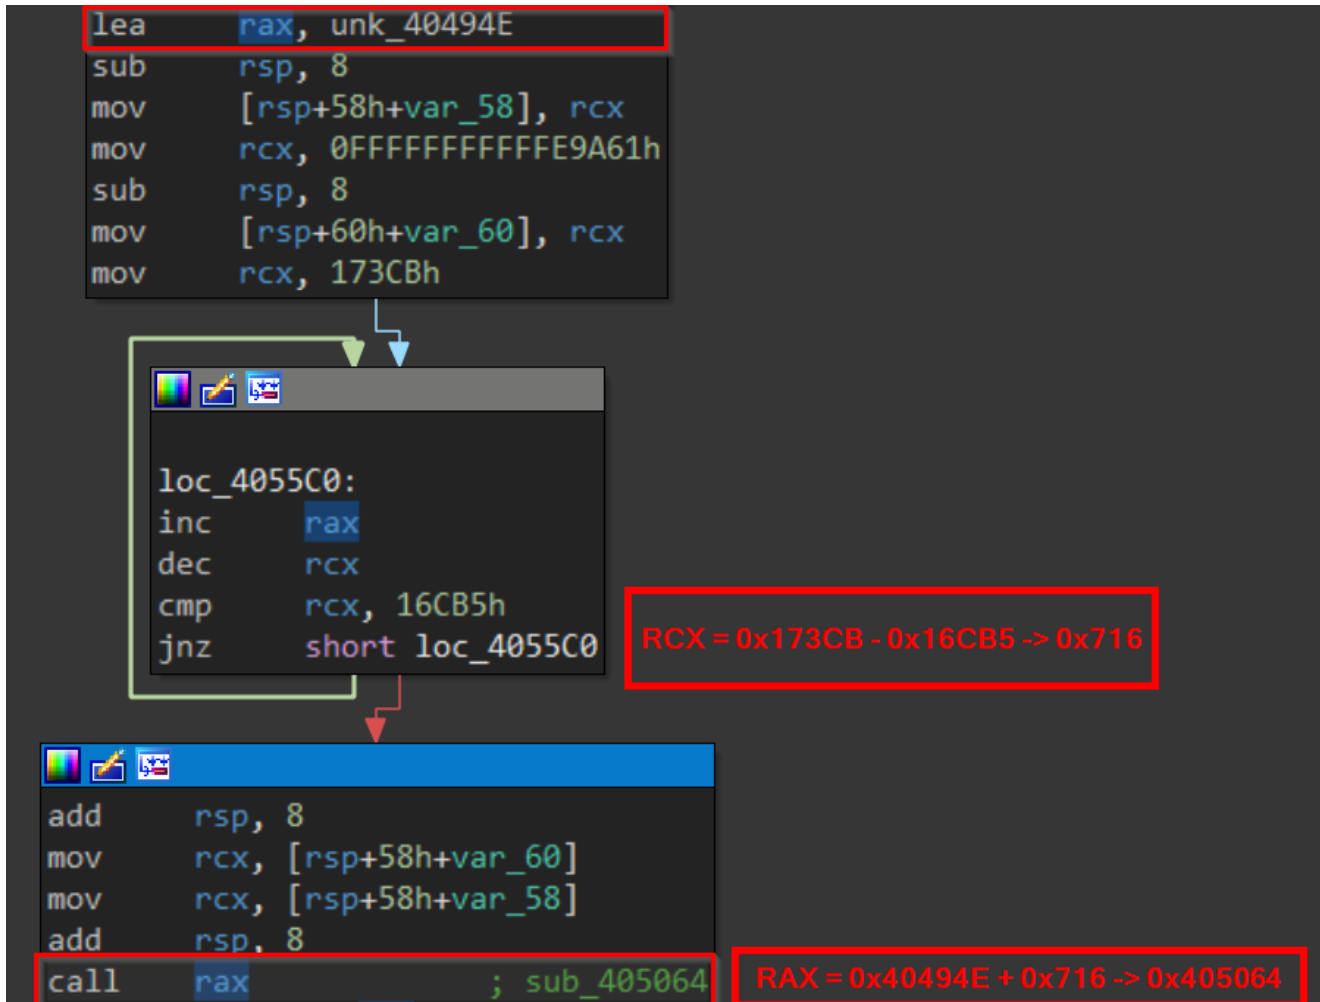 lea rax, unk_40494E
sub rsp, 8
mov [rsp+58h+var_58], rcx
mov rcx, 0FFFFFFFFFFFE9A61h
sub rsp, 8
mov [rsp+60h+var_60], rcx
mov rcx, 173CBh
loc_4055C0:
inc rax
dec rcx
cmp rcx, 16CB5h
jnz short loc_4055C0
RCX = 0x173CB - 0x16CB5 -> 0x716
add rsp, 8
mov rcx, [rsp+58h+var_60]
mov rcx, [rsp+58h+var_58]
add rsp, 8
call rax ; sub_405064
RAX = 0x40494E + 0x716 -> 0x405064